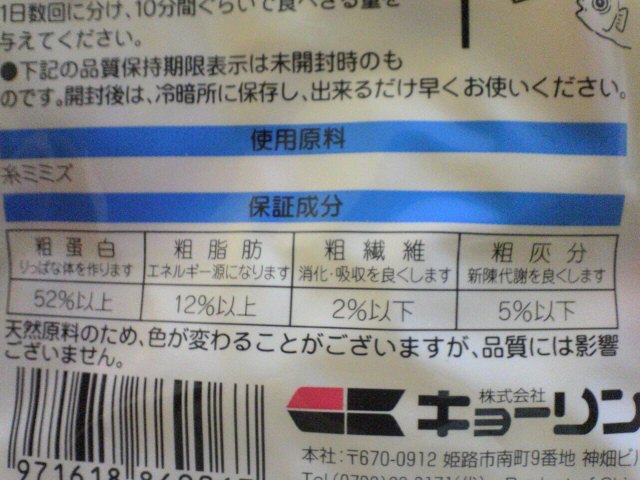 1日数回に分け、10分間ぐらいで食べきる量を
与えてください。
●下記の品質保持期限表示は未開封時のも
のです。開封後は、冷暗所に保存し、出来るだけ早くお使いください。
使用原料
糸ミミズ
保証成分
粗蛋白 粗脂肪 粗繊維 粗灰分
りっぱな体を作ります エネルギー源になります 消化・吸収を良くします 新陳代謝を良くします
52%以上 12%以上 2%以下 5%以下
天然原料のため、色が変わることがございますが、品質には影響
ございません。
株式会社
キョーリン
本社:〒670-0912 姫路市南町9番地 神畑ビ
971618